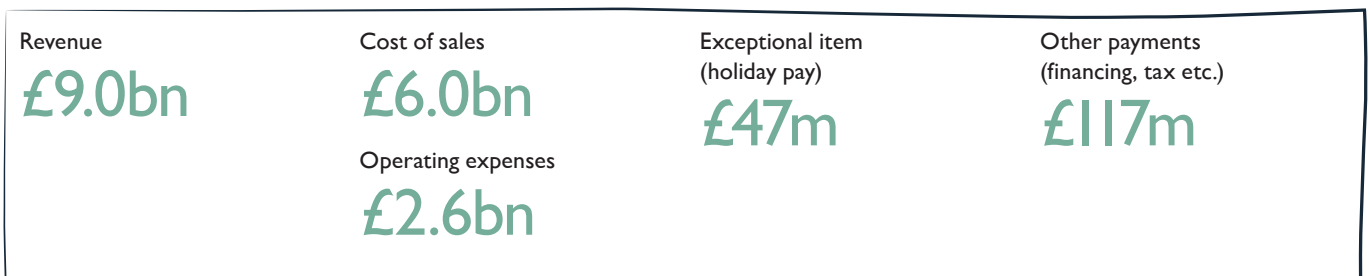 Revenue
£9.0bn
Cost of sales
£6.0bn
Operating expenses
£2.6bn
Exceptional item
(holiday pay)
£47m
Other payments
(financing, tax etc.)
£117m